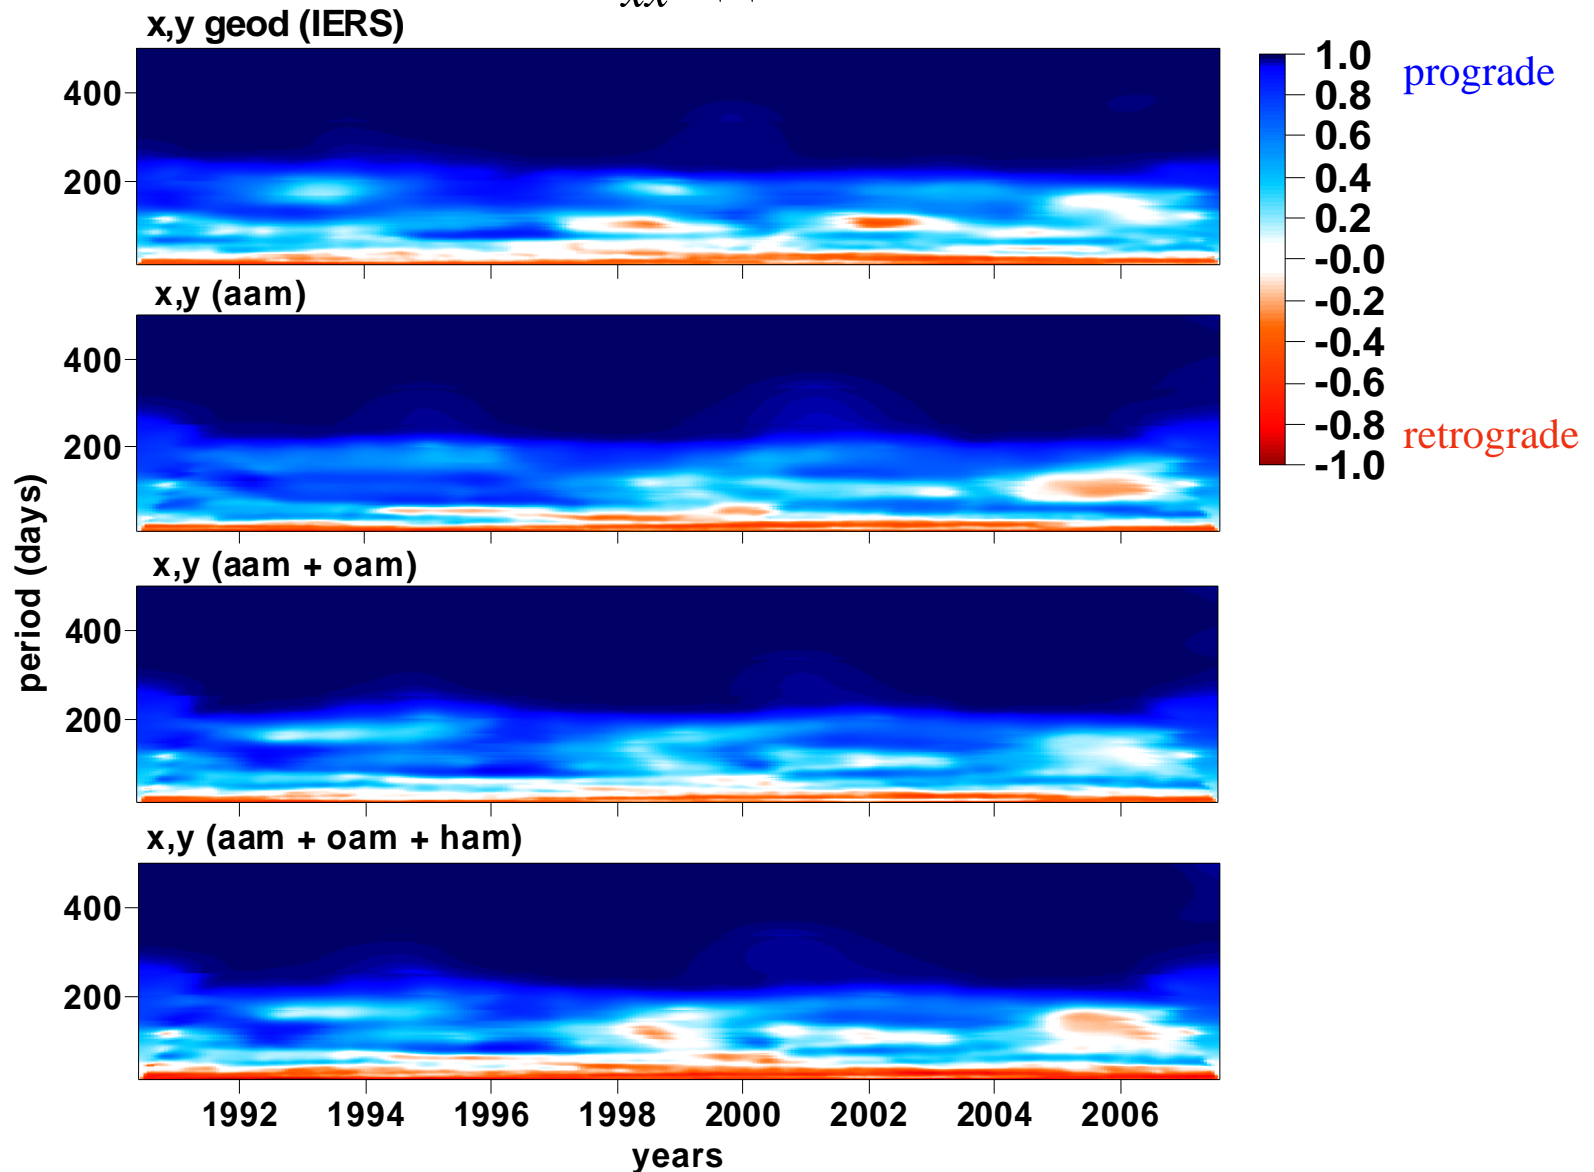 xx
x,y geod (IERS)
400
200
1.0
0.8
0.6
0.4
0.2
-0.0
-0.2
-0.4
-0.6
-0.8
-1.0
prograde
retrograde
x,y (aam)
400
200
period (days)
x,y (aam + oam)
400
200
x,y (aam + oam + ham)
400
200
1992 1994 1996 1998 2000 2002 2004 2006
years